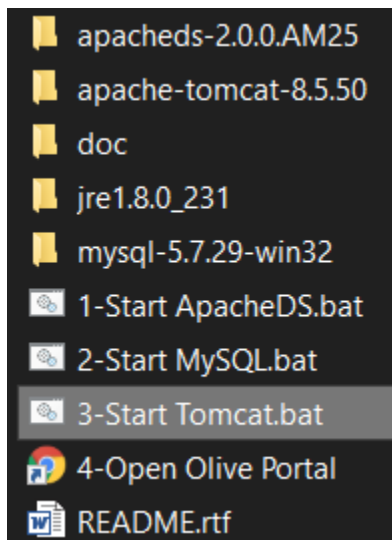 apacheds-2.0.0.AM25
apache-tomcat-8.5.50
doc
jre1.8.0_231
mysql-5.7.29-win32
1-Start ApacheDS.bat
2-Start MySQL.bat
3-Start Tomcat.bat
4-Open Olive Portal
README.rtf